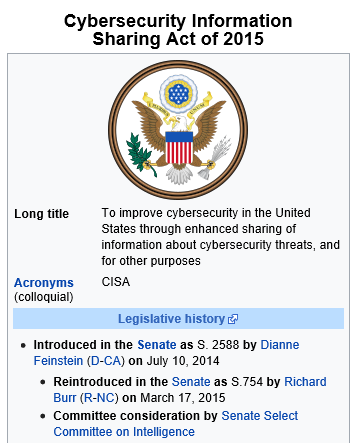 Cybersecurity Information
Sharing Act of 2015
Long title To improve cybersecurity in the United
States through enhanced sharing of
information about cybersecurity threats, and
for other purposes
Acronyms CISA
(colloquial)
Legislative history
• Introduced in the Senate as S. 2588 by Dianne
Feinstein (D-CA) on July 10, 2014
• Reintroduced in the Senate as S.754 by Richard
Burr (R-NC) on March 17, 2015
• Committee consideration by Senate Select
Committee on Intelligence